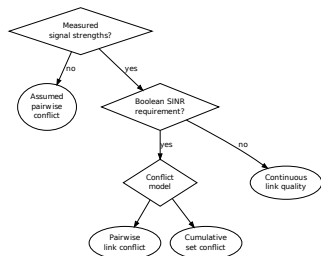 Measured
signal strengths?
no
yes
Assumed
pairwise
conflict
Boolean SINR
requirement?
yes
no
Conflict
model
Continuous
link quality
Pairwise
link conflict
Cumulative
set conflict